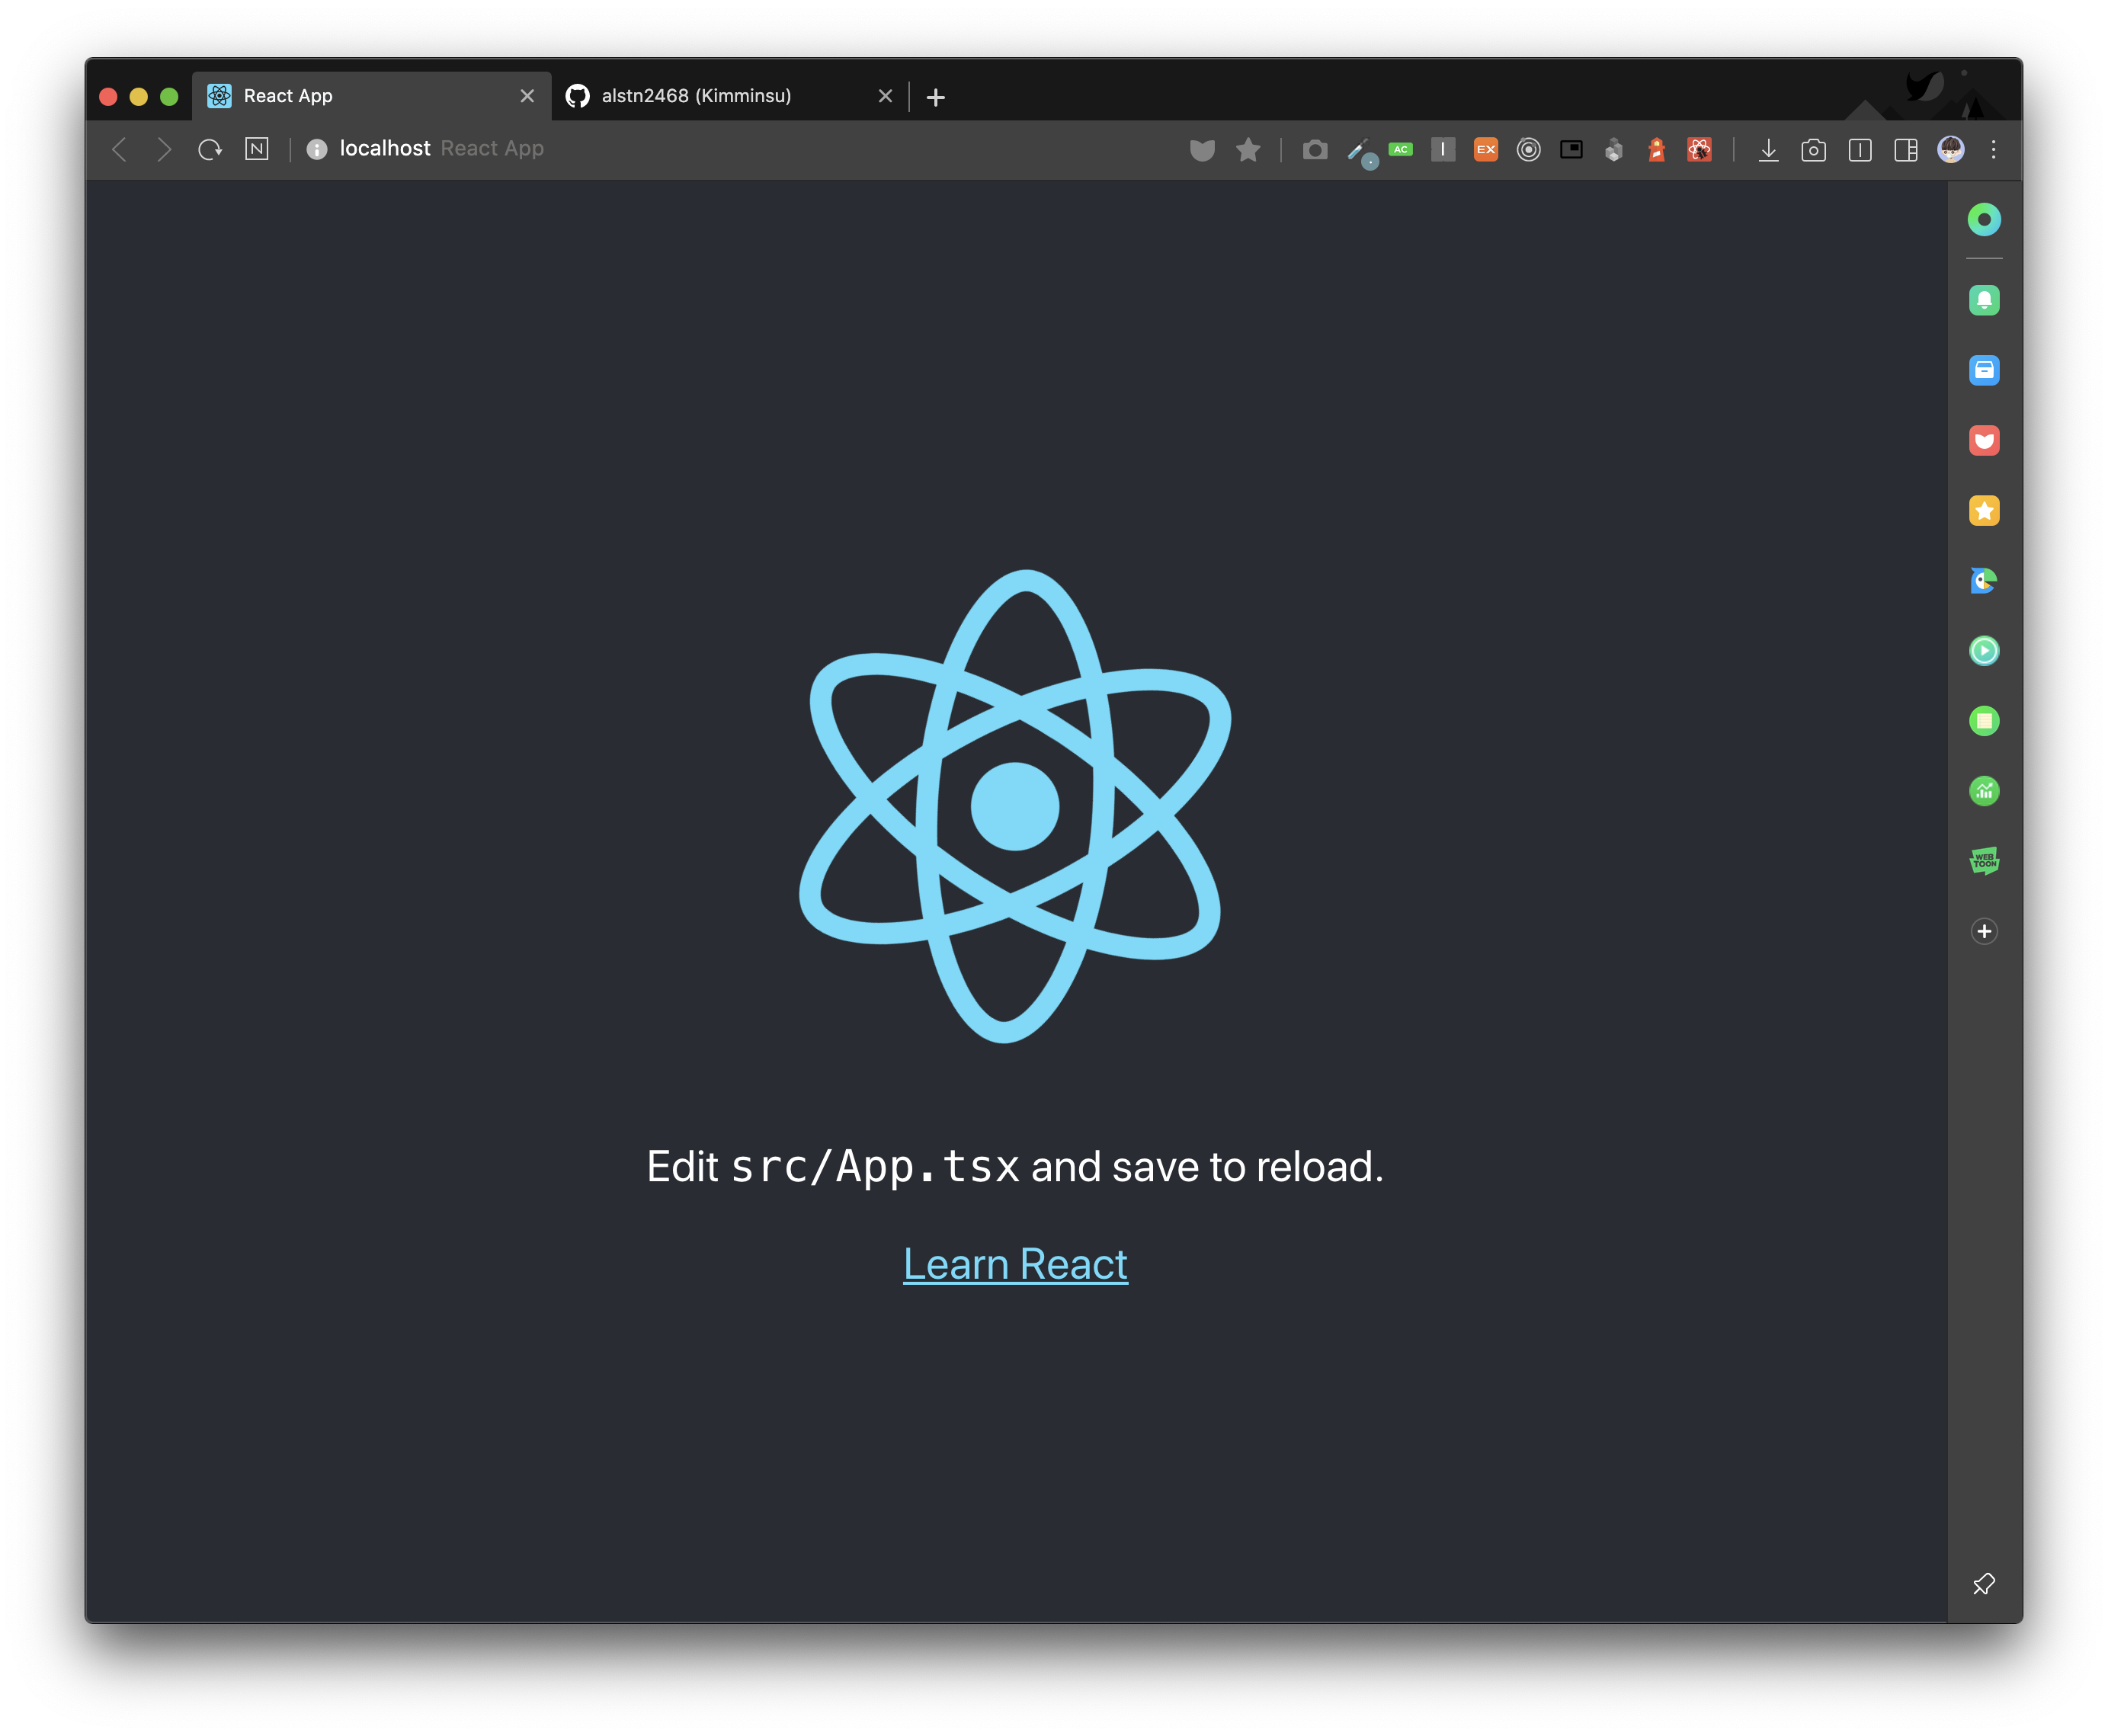 React App
alstn2468 (Kimminsu)
N
localhost React App
AC
I
EX
Edit src/App.tsx and save to reload.
Learn React
WEB
TOON